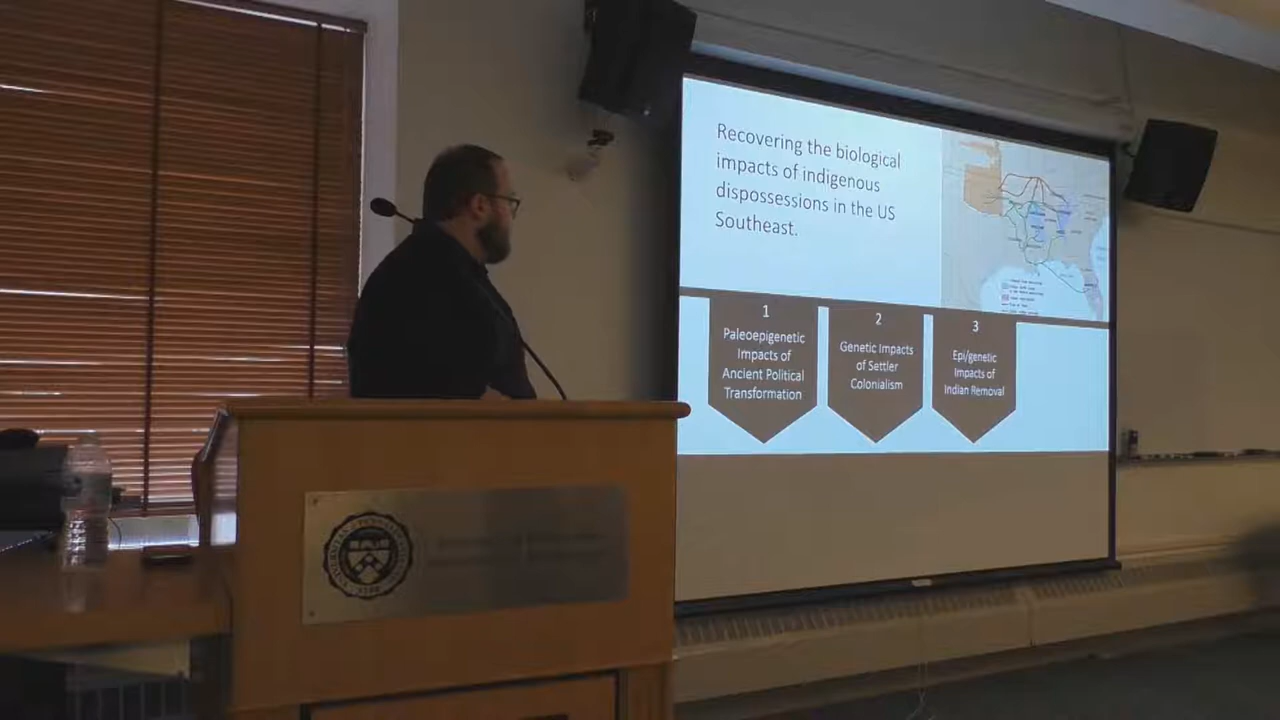 Recovering the biological
impacts of indigenous
dispossessions in the US
Southeast.
1
Paleoepigenetic
Impacts of
Ancient Political
Transformation
2
Genetic Impacts
of Settler
Colonialism
3
Epi/genetic
Impacts of
Indian Removal